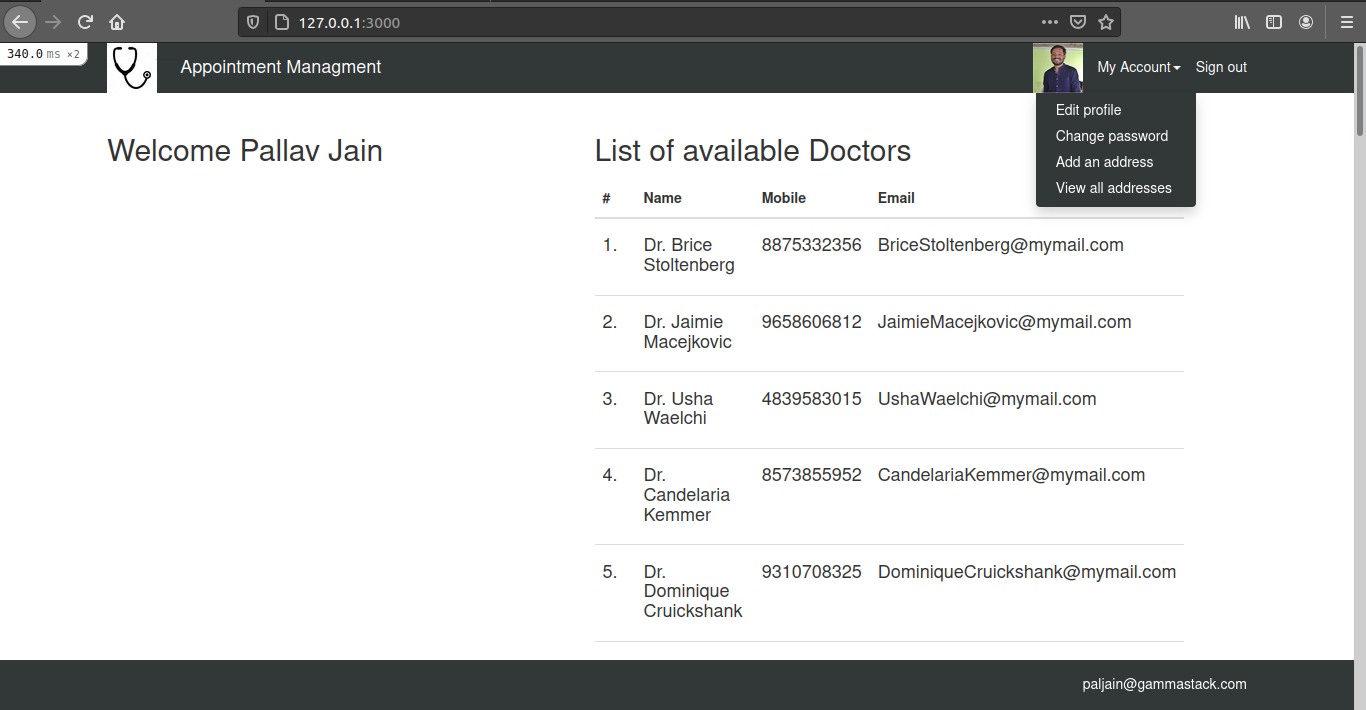 127.0.0.1:3000
340.0 ms ×2
Appointment Managment
My Account
Sign out
Edit profile
Change password
Add an address
View all addresses
Welcome Pallav Jain
List of available Doctors
# Name Mobile Email
1. Dr. Brice 8875332356 BriceStoltenberg@mymail.com
Stoltenberg
2. Dr. Jaimie 9658606812 JaimieMacejkovic@mymail.com
Macejkovic
3. Dr. Usha 4839583015 UshaWaelchi@mymail.com
Waelchi
4. Dr. 8573855952 CandelariaKemmer@mymail.com
Candelaria
Kemmer
5. Dr. 9310708325 DominiqueCruickshank@mymail.com
Dominique
Cruickshank
paljain@gammastack.com